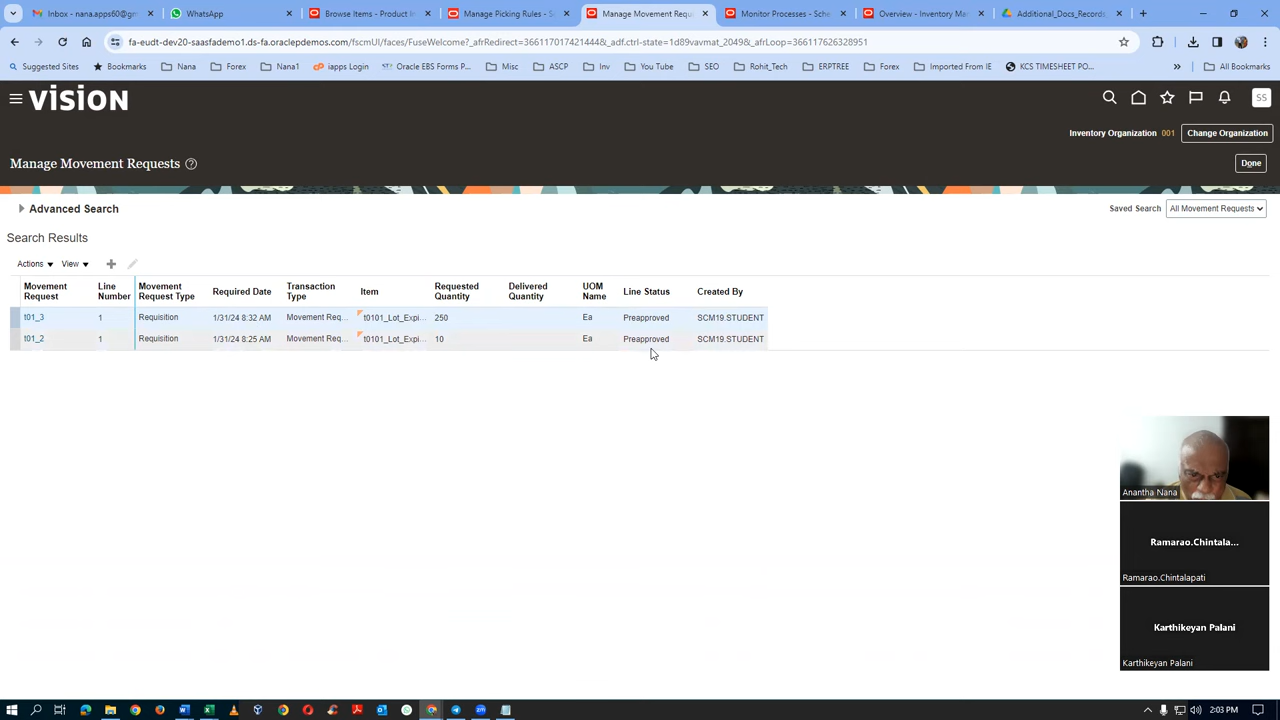 Inbox - nana.apps60@gm
WhatsApp
Browse Items - Product In
Manage Picking Rules - Sc
Manage Movement Requ
Monitor Processes - Sche
Overview - Inventory Man
Additional_Docs_Records
fa-eudt-dev20-saasfademo1.ds-fa.oraclepdemos.com/fscmUI/faces/FuseWelcome?_afrRedirect=3661170174214448&_adf.ctrl-state=1d89vavmat_2049&_afrLoop=3661176263289​51
Suggested Sites Bookmarks Nana Forex Nana1 iapps Login Oracle EBS Forms P... Misc ASCP Inv You Tube SEO Rohit_Tech ERPTREE Forex Imported From IE KCS TIMESHEET PO... » All Bookmarks
VISION
SS
Inventory Organization 001 Change Organization
Manage Movement Requests Done
Advanced Search Saved Search All Movement Requests
Search Results
Actions View
Movement Request Line Number Movement Request Type Required Date Transaction Type Item Requested Quantity Delivered Quantity UOM Name Line Status Created By
t01_3 1 Requisition 1/31/24 8:32 AM Movement Req... t0101_Lot_Expi... 250 Ea Preapproved SCM19.STUDENT
t01_2 1 Requisition 1/31/24 8:25 AM Movement Req... t0101_Lot_Expi... 10 Ea Preapproved SCM19.STUDENT
Anantha Nana
Ramarao.Chintala...
Ramarao.Chintalapati
Karthikeyan Palani
Karthikeyan Palani
2:03 PM